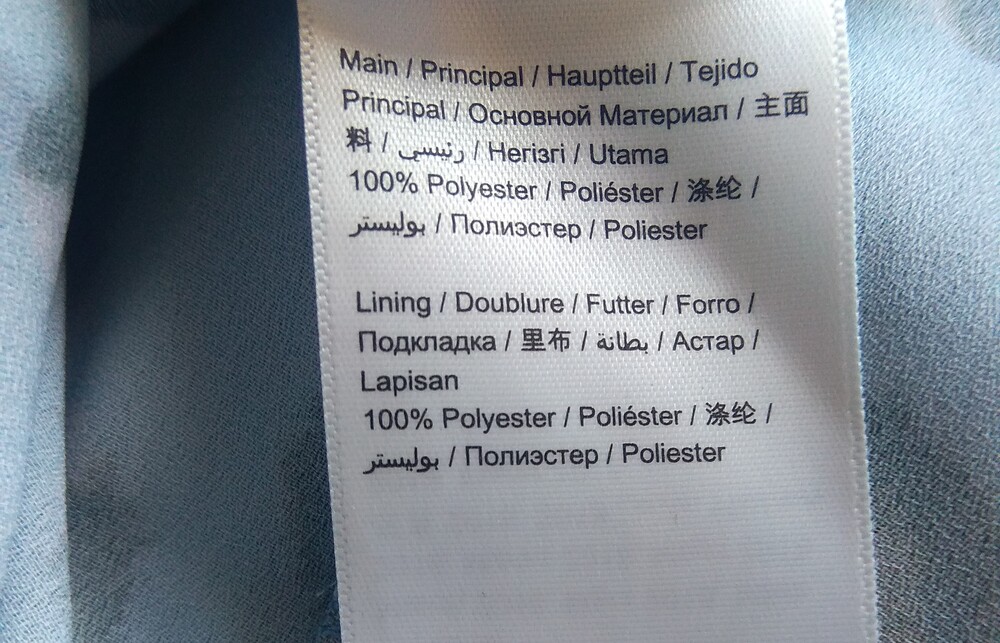 Main / Principal / Hauptteil / Tejido
Principal / Основной Материал / 主面
料 / رئيسي / Негізгі / Utama
100% Polyester / Poliéster / 涤纶 /
بوليستر / Полиэстер / Poliester
Lining / Doublure / Futter / Forro /
Подкладка / 里布 / بطانة / Астар /
Lapisan
100% Polyester / Poliéster / 涤纶 /
بوليستر / Полиэстер / Poliester